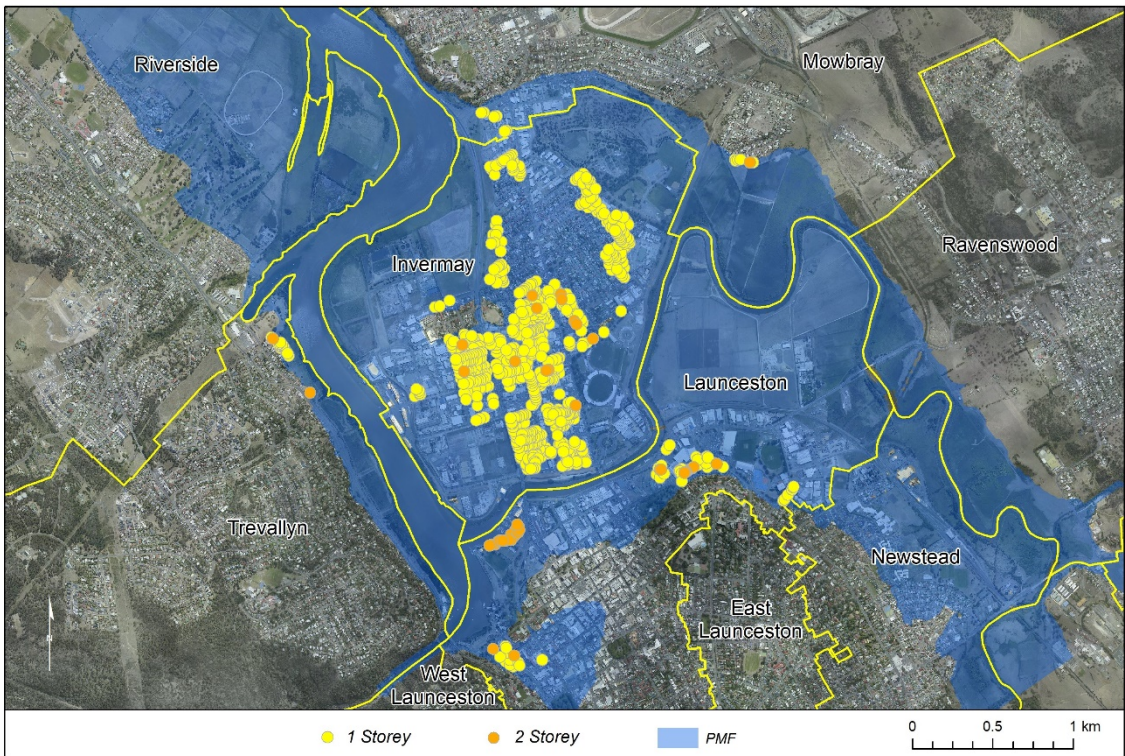 Riverside
Mowbray
Ravenswood
Invermay
Launceston
Trevallyn
Newstead
East
Launceston
West
Launceston
N
1 Storey
2 Storey
PMF
0 0.5 1 km